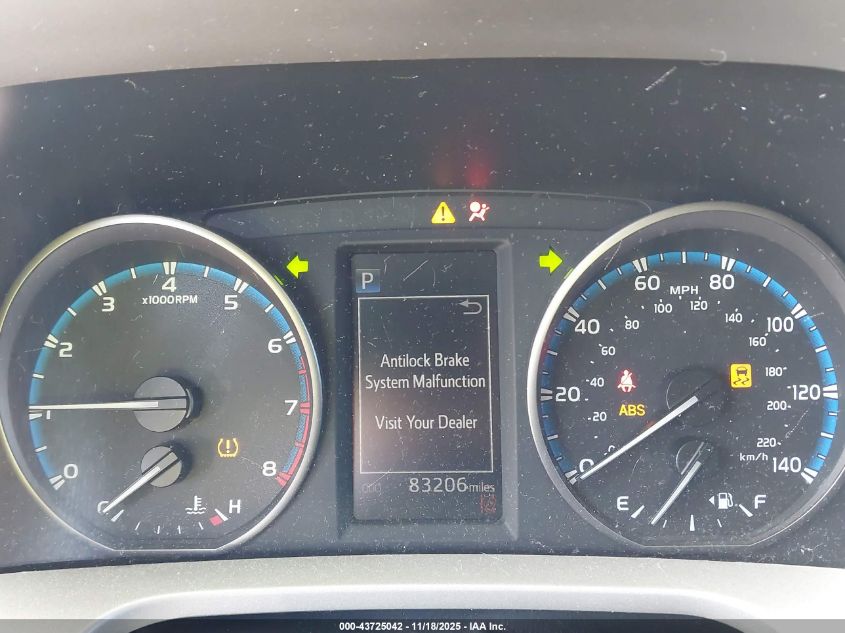 P
Antilock Brake
System Malfunction
Visit Your Dealer
83206 miles
0 1 2 3 4 5 6 7 8
x1000RPM
C H
0 20 40 60 80 100 120 140
MPH
20 40 60 80 100 120 140 160 180 200 220
km/h
ABS
E F
000-43725042 | 11/18/2025 - IAA Inc.